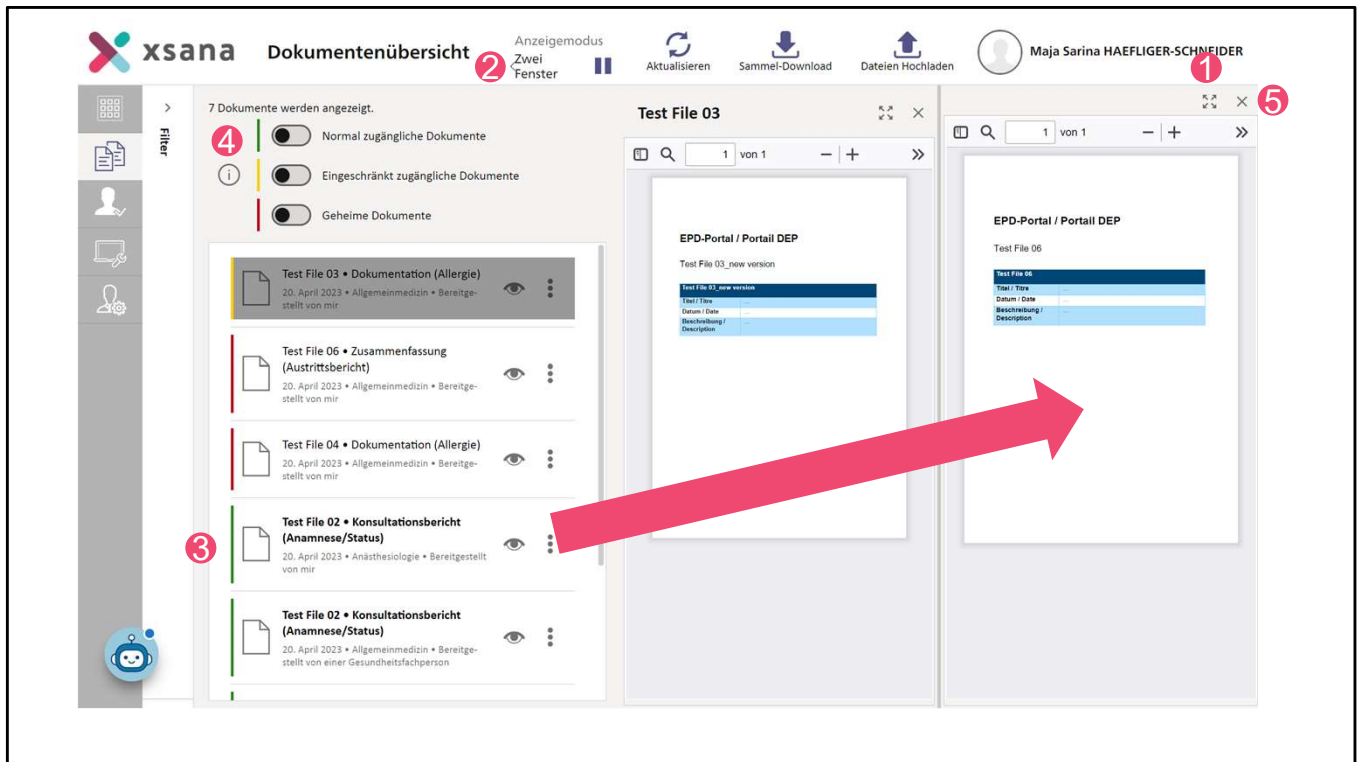 xsana
Dokumentenübersicht
Anzeigemodus
2
Zwei
Fenster
Aktualisieren
Sammel-Download
Dateien Hochladen
Maja Sarina HAEFLIGER-SCHNEIDER
1
5
Filter
7 Dokumente werden angezeigt.
4
Normal zugängliche Dokumente
i
Eingeschränkt zugängliche Dokumente
Geheime Dokumente
Test File 03 • Dokumentation (Allergie)
20. April 2023 • Allgemeinmedizin • Bereitge-
stellt von mir
Test File 06 • Zusammenfassung
(Austrittsbericht)
20. April 2023 • Allgemeinmedizin • Bereitge-
stellt von mir
Test File 04 • Dokumentation (Allergie)
20. April 2023 • Allgemeinmedizin • Bereitge-
stellt von mir
3
Test File 02 • Konsultationsbericht
(Anamnese/Status)
20. April 2023 • Anästhesiologie • Bereitgestellt
von mir
Test File 02 • Konsultationsbericht
(Anamnese/Status)
20. April 2023 • Allgemeinmedizin • Bereitge-
stellt von einer Gesundheitsfachperson
Test File 03
1 von 1
EPD-Portal / Portail DEP
Test File 03_new version
Test File 03_new version
Titel / Titre ...
Datum / Date ...
Beschreibung / ...
Description
1 von 1
EPD-Portal / Portail DEP
Test File 06
Test File 06
Titel / Titre ...
Datum / Date ...
Beschreibung / ...
Description